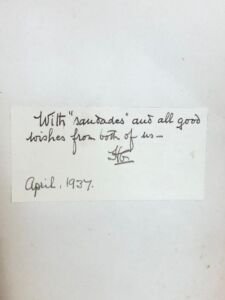 With "saudades" and all good
wishes from both of us —
April, 1937.